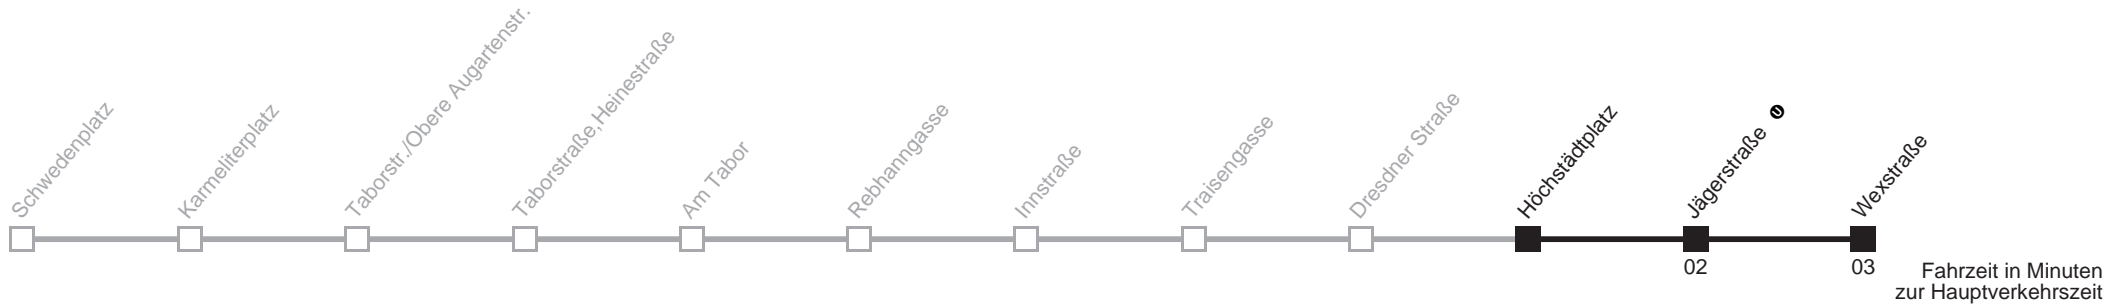 Schwedenplatz
Karmeliterplatz
Taborstr./Obere Augartenstr.
Taborstraße,Heinestraße
Am Tabor
Rebhanngasse
Innstraße
Traisengasse
Dresdner Straße
Höchstädtplatz
Jägerstraße U
Wexstraße
02
03
Fahrzeit in Minuten
zur Hauptverkehrszeit